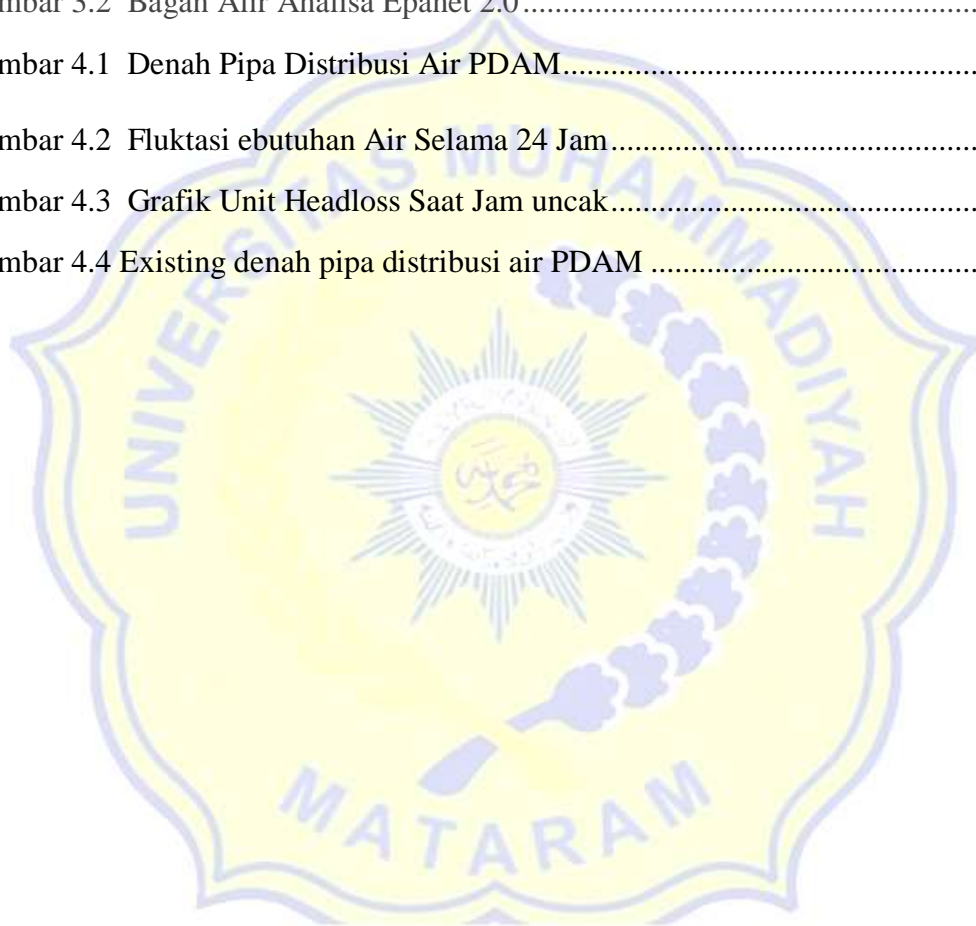 mbar 3.2 Bagan Alir Analisa Epanet 2.0................................................................
mbar 4.1 Denah Pipa Distribusi Air PDAM................................................................
mbar 4.2 Fluktasi ebutuhan Air Selama 24 Jam................................................................
mbar 4.3 Grafik Unit Headloss Saat Jam uncak................................................................
mbar 4.4 Existing denah pipa distribusi air PDAM ................................................................
UNIVERSITAS MUHAMMADIYAH
MATARAM